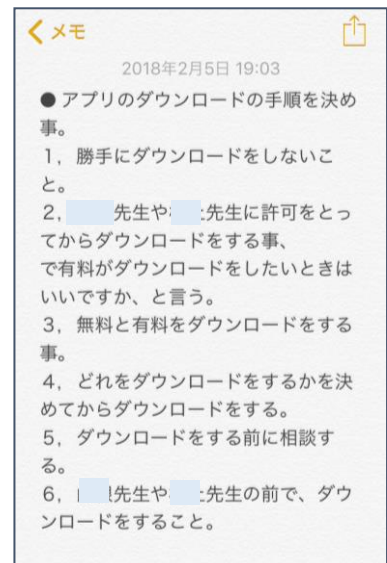 メモ
2018年2月5日 19:03
● アプリのダウンロードの手順を決め
事。
1，勝手にダウンロードをしないこ
と。
2，先生や先生に許可をとっ
てからダウンロードをする事、
で有料がダウンロードをしたいときは
いいですか、と言う。
3，無料と有料をダウンロードをする
事。
4，どれをダウンロードをするかを決
めてからダウンロードをする。
5，ダウンロードをする前に相談す
る。
6，先生や先生の前で、ダウ
ンロードをすること。